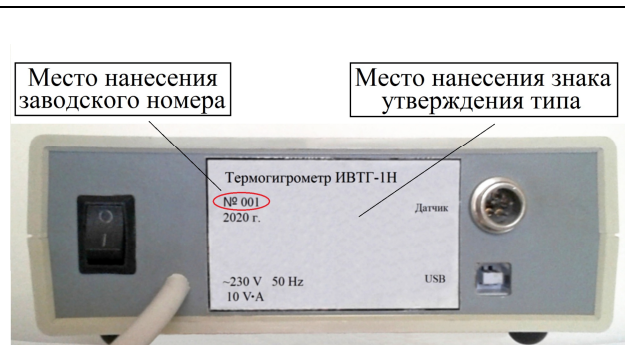 Место нанесения
заводского номера
Место нанесения знака
утверждения типа
Термогигрометр ИВТГ-1Н
№ 001
2020 г.
Датчик
~230 V 50 Hz
10 V·A
USB
O
I